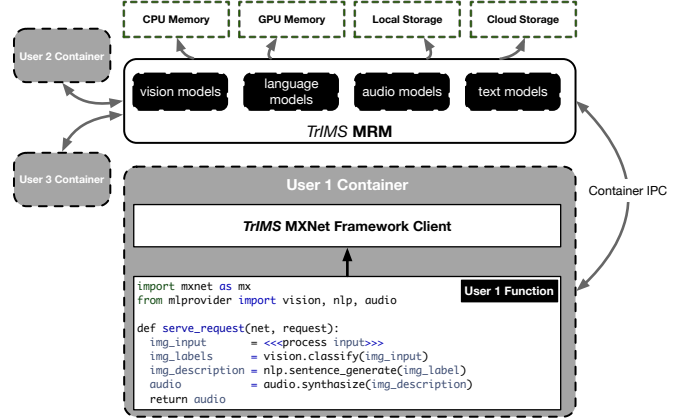 CPU Memory
GPU Memory
Local Storage
Cloud Storage
User 2 Container
vision models
language
models
audio models
text models
TrIMS MRM
User 3 Container
User 1 Container
Container IPC
TrIMS MXNet Framework Client
User 1 Function
import mxnet as mx
from mlprovider import vision, nlp, audio
def serve_request(net, request):
  img_input       = <<<process input>>>
  img_labels      = vision.classify(img_input)
  img_description = nlp.sentence_generate(img_label)
  audio           = audio.synthasize(img_description)
  return audio